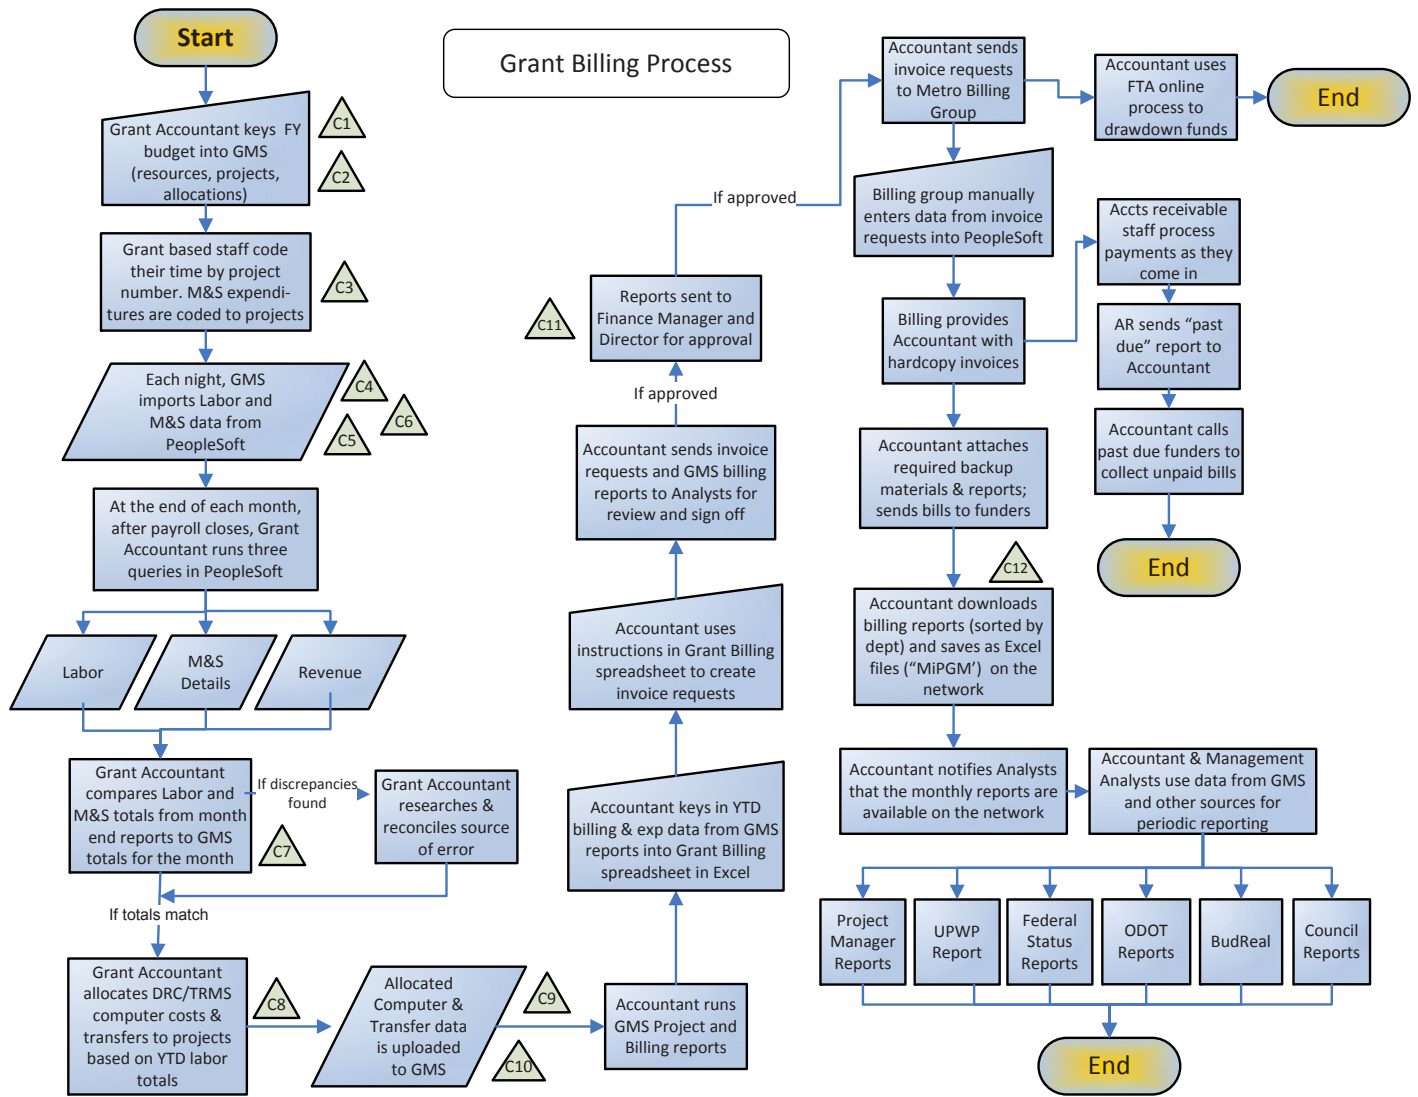 Start
Grant Billing Process
Grant Accountant keys FY
budget into GMS
(resources, projects,
allocations)
C1
C2
Grant based staff code
their time by project
number. M&S expendi-
tures are coded to projects
C3
Each night, GMS
imports Labor and
M&S data from
PeopleSoft
C4
C6
C5
At the end of each month,
after payroll closes, Grant
Accountant runs three
queries in PeopleSoft
Labor
M&S
Details
Revenue
Grant Accountant
compares Labor and
M&S totals from month
end reports to GMS
totals for the month
If discrepancies
found
C7
Grant Accountant
researches &
reconciles source
of error
If totals match
Grant Accountant
allocates DRC/TRMS
computer costs &
transfers to projects
based on YTD labor
totals
C8
Allocated
Computer &
Transfer data
is uploaded
to GMS
C9
C10
Accountant runs
GMS Project and
Billing reports
Accountant keys in YTD
billing & exp data from GMS
reports into Grant Billing
spreadsheet in Excel
Accountant uses
instructions in Grant Billing
spreadsheet to create
invoice requests
Accountant sends invoice
requests and GMS billing
reports to Analysts for
review and sign off
If approved
Reports sent to
Finance Manager and
Director for approval
C11
If approved
Accountant sends
invoice requests
to Metro Billing
Group
Accountant uses
FTA online
process to
drawdown funds
End
Billing group manually
enters data from invoice
requests into PeopleSoft
Billing provides
Accountant with
hardcopy invoices
Accts receivable
staff process
payments as they
come in
AR sends “past
due” report to
Accountant
Accountant calls
past due funders to
collect unpaid bills
End
Accountant attaches
required backup
materials & reports;
sends bills to funders
C12
Accountant downloads
billing reports (sorted by
dept) and saves as Excel
files (“MiPGM’) on the
network
Accountant notifies Analysts
that the monthly reports are
available on the network
Accountant & Management
Analysts use data from GMS
and other sources for
periodic reporting
Project
Manager
Reports
UPWP
Report
Federal
Status
Reports
ODOT
Reports
BudReal
Council
Reports
End